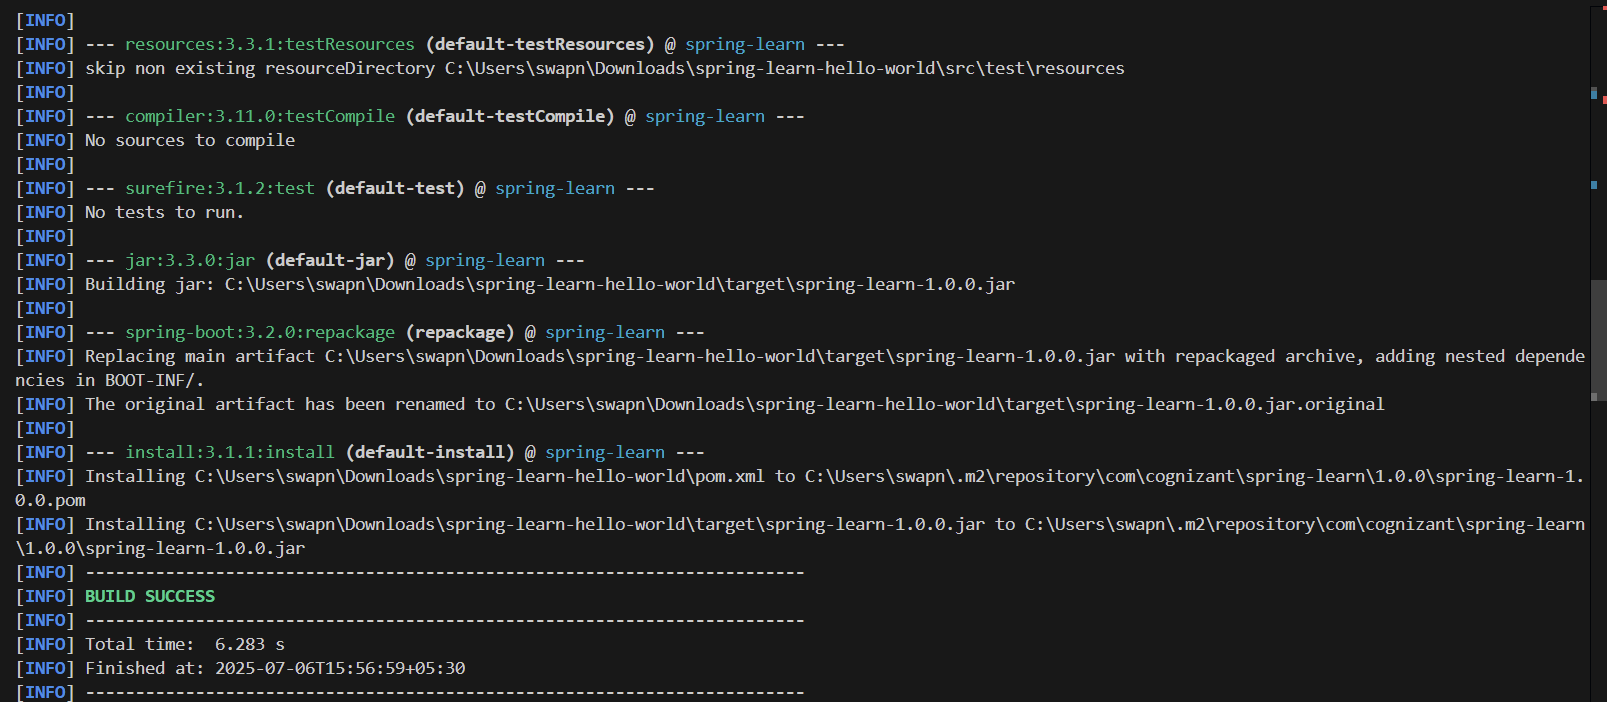 [INFO]
[INFO] --- resources:3.3.1:testResources (default-testResources) @ spring-learn ---
[INFO] skip non existing resourceDirectory C:\Users\swapn\Downloads\spring-learn-hello-world\src\test\resources
[INFO]
[INFO] --- compiler:3.11.0:testCompile (default-testCompile) @ spring-learn ---
[INFO] No sources to compile
[INFO]
[INFO] --- surefire:3.1.2:test (default-test) @ spring-learn ---
[INFO] No tests to run.
[INFO]
[INFO] --- jar:3.3.0:jar (default-jar) @ spring-learn ---
[INFO] Building jar: C:\Users\swapn\Downloads\spring-learn-hello-world\target\spring-learn-1.0.0.jar
[INFO]
[INFO] --- spring-boot:3.2.0:repackage (repackage) @ spring-learn ---
[INFO] Replacing main artifact C:\Users\swapn\Downloads\spring-learn-hello-world\target\spring-learn-1.0.0.jar with repackaged archive, adding nested depende
ncies in BOOT-INF/.
[INFO] The original artifact has been renamed to C:\Users\swapn\Downloads\spring-learn-hello-world\target\spring-learn-1.0.0.jar.original
[INFO]
[INFO] --- install:3.1.1:install (default-install) @ spring-learn ---
[INFO] Installing C:\Users\swapn\Downloads\spring-learn-hello-world\pom.xml to C:\Users\swapn\.m2\repository\com\cognizant\spring-learn\1.0.0\spring-learn-1.
0.0.pom
[INFO] Installing C:\Users\swapn\Downloads\spring-learn-hello-world\target\spring-learn-1.0.0.jar to C:\Users\swapn\.m2\repository\com\cognizant\spring-learn
\1.0.0\spring-learn-1.0.0.jar
[INFO] ------------------------------------------------------------------------
[INFO] BUILD SUCCESS
[INFO] ------------------------------------------------------------------------
[INFO] Total time:  6.283 s
[INFO] Finished at: 2025-07-06T15:56:59+05:30
[INFO] ------------------------------------------------------------------------